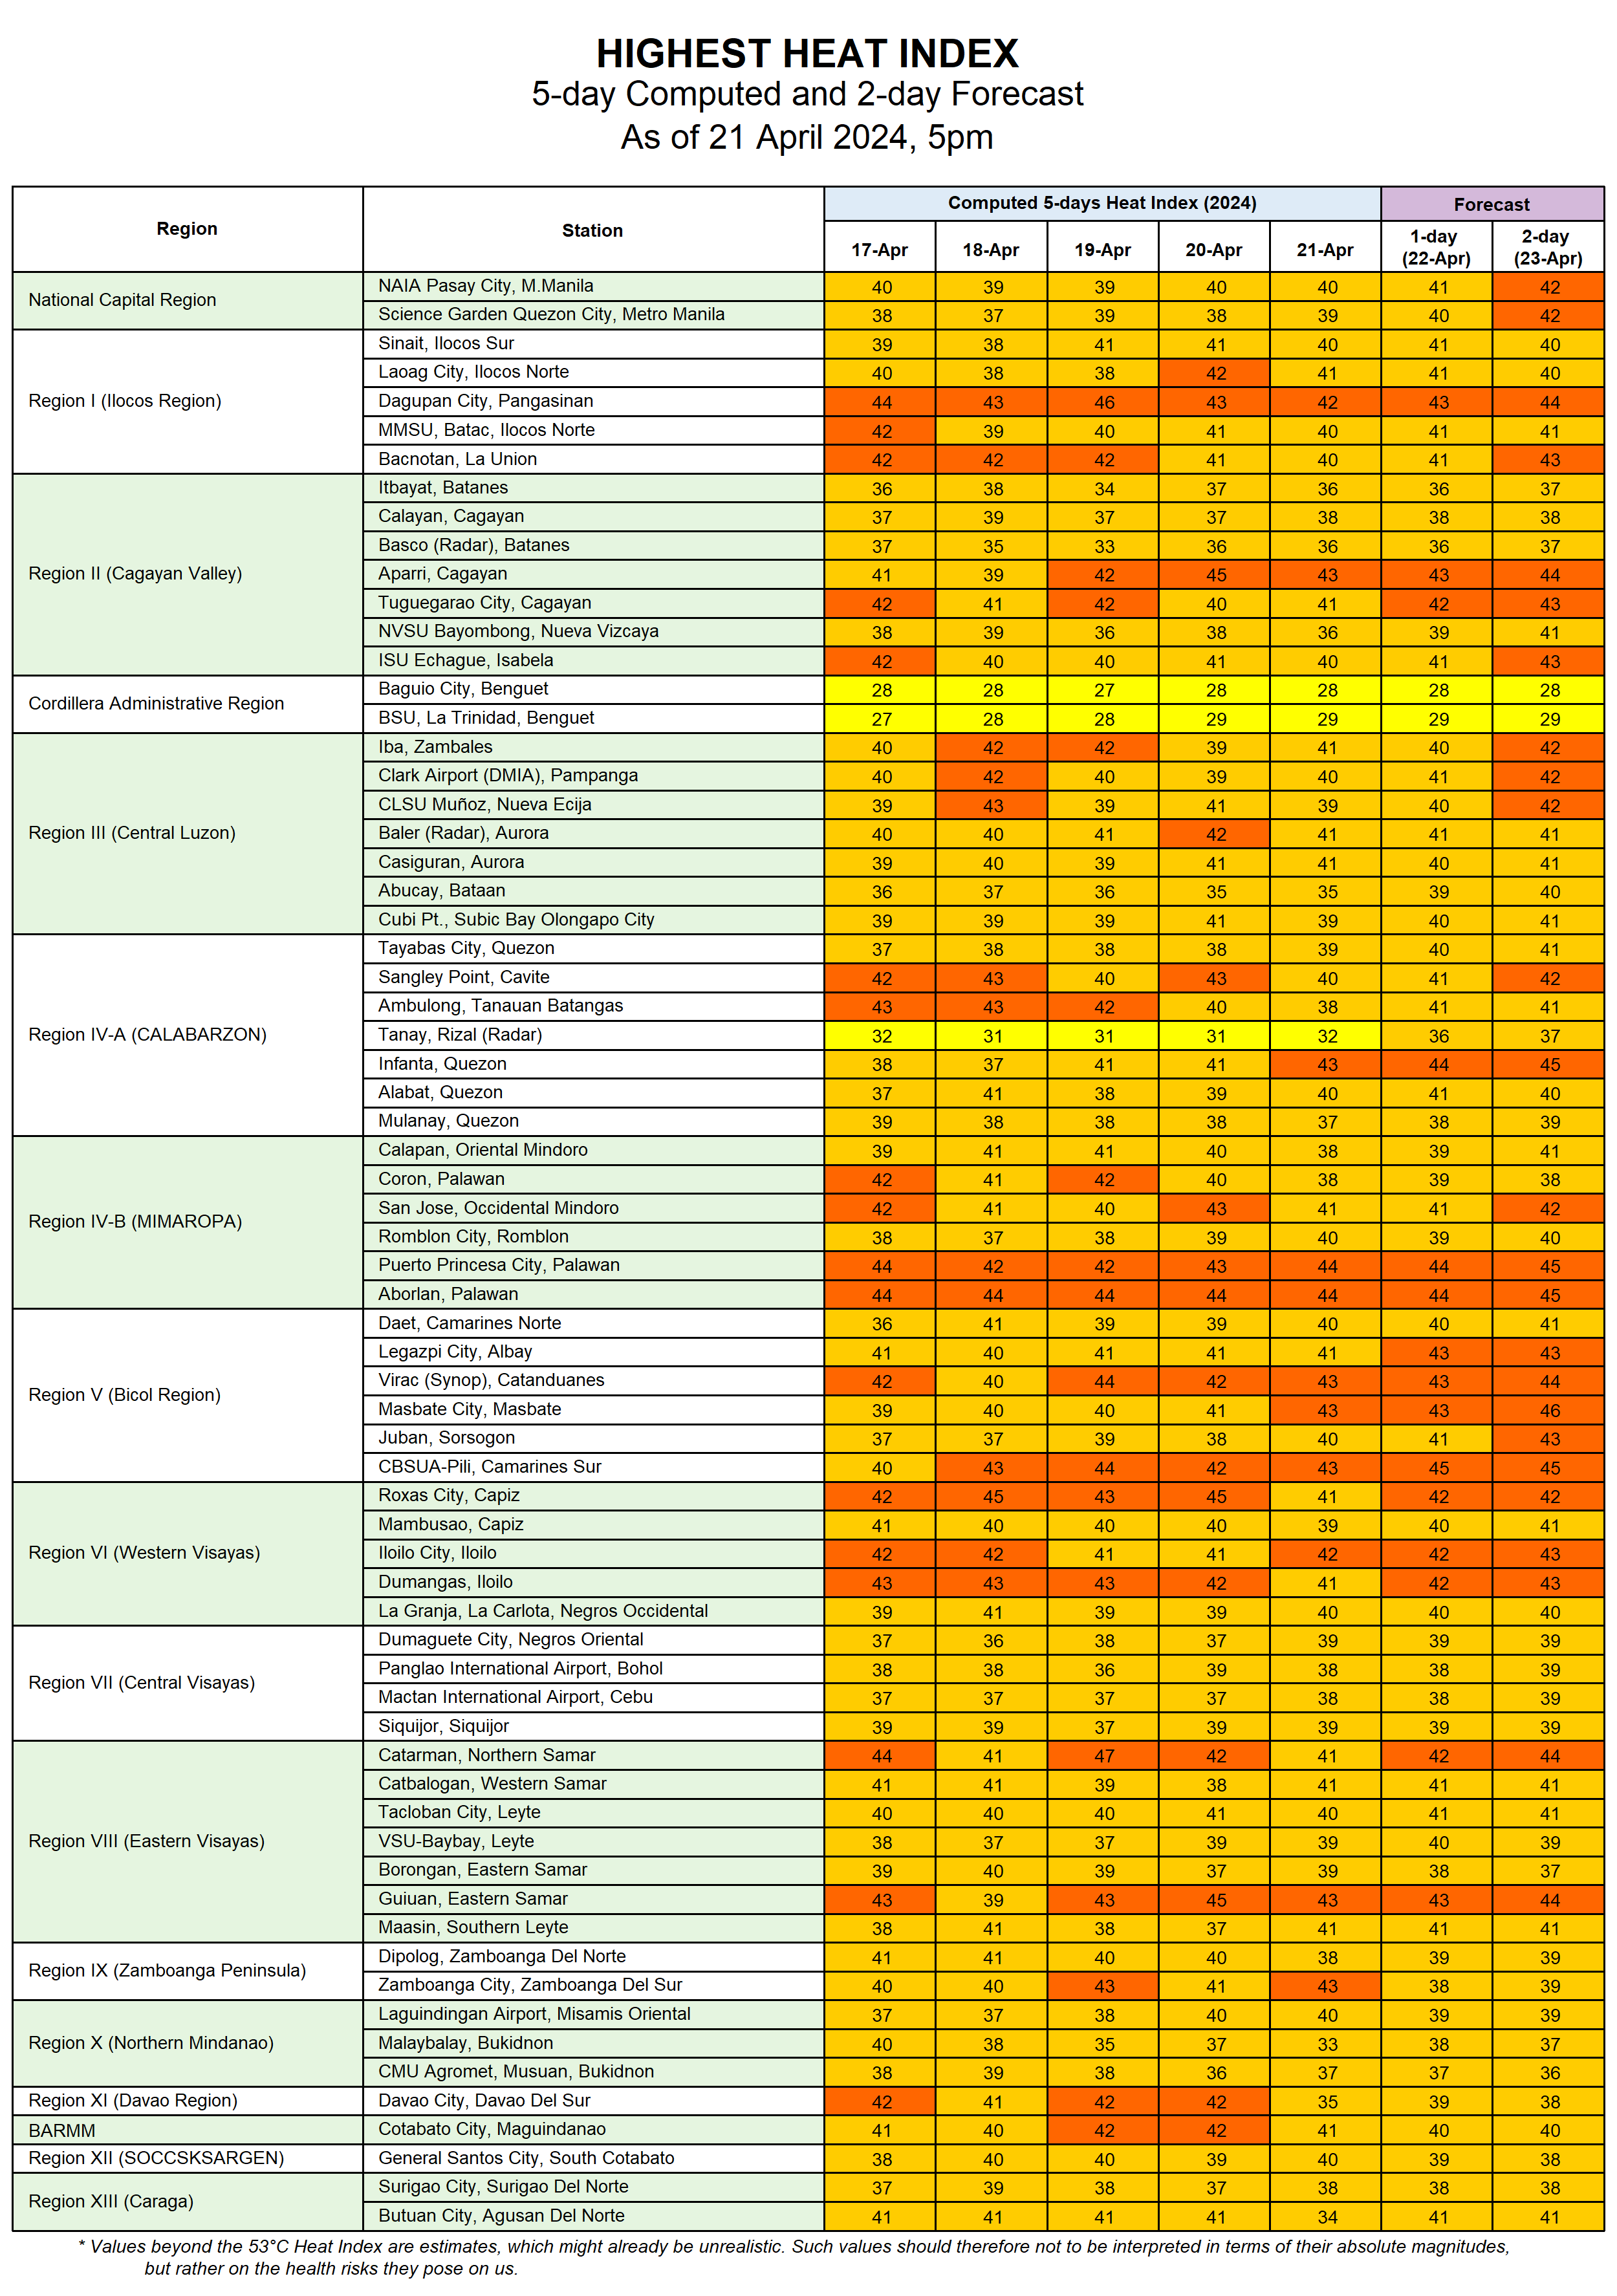 HIGHEST HEAT INDEX
5-day Computed and 2-day Forecast
As of 21 April 2024, 5pm
Region Station Computed 5-days Heat Index (2024) Forecast
17-Apr 18-Apr 19-Apr 20-Apr 21-Apr 1-day (22-Apr) 2-day (23-Apr)
National Capital Region
NAIA Pasay City, M.Manila 40 39 39 40 40 41 42
Science Garden Quezon City, Metro Manila 38 37 39 38 39 40 42
Region I (Ilocos Region)
Sinait, Ilocos Sur 39 38 41 41 40 41 40
Laoag City, Ilocos Norte 40 38 38 42 41 41 40
Dagupan City, Pangasinan 44 43 46 43 42 43 44
MMSU, Batac, Ilocos Norte 42 39 40 41 40 41 41
Bacnotan, La Union 42 42 42 41 40 41 43
Region II (Cagayan Valley)
Itbayat, Batanes 36 38 34 37 36 36 37
Calayan, Cagayan 37 39 37 37 38 38 38
Basco (Radar), Batanes 37 35 33 36 36 36 37
Aparri, Cagayan 41 39 42 45 43 43 44
Tuguegarao City, Cagayan 42 41 42 40 41 42 43
NVSU Bayombong, Nueva Vizcaya 38 39 36 38 36 39 41
ISU Echague, Isabela 42 40 40 41 40 41 43
Cordillera Administrative Region
Baguio City, Benguet 28 28 27 28 28 28 28
BSU, La Trinidad, Benguet 27 28 28 29 29 29 29
Region III (Central Luzon)
Iba, Zambales 40 42 42 39 41 40 42
Clark Airport (DMIA), Pampanga 40 42 40 39 40 41 42
CLSU Muñoz, Nueva Ecija 39 43 39 41 39 40 42
Baler (Radar), Aurora 40 40 41 42 41 41 41
Casiguran, Aurora 39 40 39 41 41 40 41
Abucay, Bataan 36 37 36 35 35 39 40
Cubi Pt., Subic Bay Olongapo City 39 39 39 41 39 40 41
Region IV-A (CALABARZON)
Tayabas City, Quezon 37 38 38 38 39 40 41
Sangley Point, Cavite 42 43 40 43 40 41 42
Ambulong, Tanauan Batangas 43 43 42 40 38 41 41
Tanay, Rizal (Radar) 32 31 31 31 32 36 37
Infanta, Quezon 38 37 41 41 43 44 45
Alabat, Quezon 37 41 38 39 40 41 40
Mulanay, Quezon 39 38 38 38 37 38 39
Region IV-B (MIMAROPA)
Calapan, Oriental Mindoro 39 41 41 40 38 39 41
Coron, Palawan 42 41 42 40 38 39 38
San Jose, Occidental Mindoro 42 41 40 43 41 41 42
Romblon City, Romblon 38 37 38 39 40 39 40
Puerto Princesa City, Palawan 44 42 42 43 44 44 45
Aborlan, Palawan 44 44 44 44 44 44 45
Region V (Bicol Region)
Daet, Camarines Norte 36 41 39 39 40 40 41
Legazpi City, Albay 41 40 41 41 41 43 43
Virac (Synop), Catanduanes 42 40 44 42 43 43 44
Masbate City, Masbate 39 40 40 41 43 43 46
Juban, Sorsogon 37 37 39 38 40 41 43
CBSUA-Pili, Camarines Sur 40 43 44 42 43 45 45
Region VI (Western Visayas)
Roxas City, Capiz 42 45 43 45 41 42 42
Mambusao, Capiz 41 40 40 40 39 40 41
Iloilo City, Iloilo 42 42 41 41 42 42 43
Dumangas, Iloilo 43 43 43 42 41 42 43
La Granja, La Carlota, Negros Occidental 39 41 39 39 40 40 40
Region VII (Central Visayas)
Dumaguete City, Negros Oriental 37 36 38 37 39 39 39
Panglao International Airport, Bohol 38 38 36 39 38 38 39
Mactan International Airport, Cebu 37 37 37 37 38 38 39
Siquijor, Siquijor 39 39 37 39 39 39 39
Region VIII (Eastern Visayas)
Catarman, Northern Samar 44 41 47 42 41 42 44
Catbalogan, Western Samar 41 41 39 38 41 41 41
Tacloban City, Leyte 40 40 40 41 40 41 41
VSU-Baybay, Leyte 38 37 37 39 39 40 39
Borongan, Eastern Samar 39 40 39 37 39 38 37
Guiuan, Eastern Samar 43 39 43 45 43 43 44
Maasin, Southern Leyte 38 41 38 37 41 41 41
Region IX (Zamboanga Peninsula)
Dipolog, Zamboanga Del Norte 41 41 40 40 38 39 39
Zamboanga City, Zamboanga Del Sur 40 40 43 41 43 38 39
Region X (Northern Mindanao)
Laguindingan Airport, Misamis Oriental 37 37 38 40 40 39 39
Malaybalay, Bukidnon 40 38 35 37 33 38 37
CMU Agromet, Musuan, Bukidnon 38 39 38 36 37 37 36
Region XI (Davao Region) Davao City, Davao Del Sur 42 41 42 42 35 39 38
BARMM Cotabato City, Maguindanao 41 40 42 42 41 40 40
Region XII (SOCCSKSARGEN) General Santos City, South Cotabato 38 40 40 39 40 39 38
Region XIII (Caraga)
Surigao City, Surigao Del Norte 37 39 38 37 38 38 38
Butuan City, Agusan Del Norte 41 41 41 41 34 41 41
* Values beyond the 53°C Heat Index are estimates, which might already be unrealistic. Such values should therefore not to be interpreted in terms of their absolute magnitudes,
but rather on the health risks they pose on us.